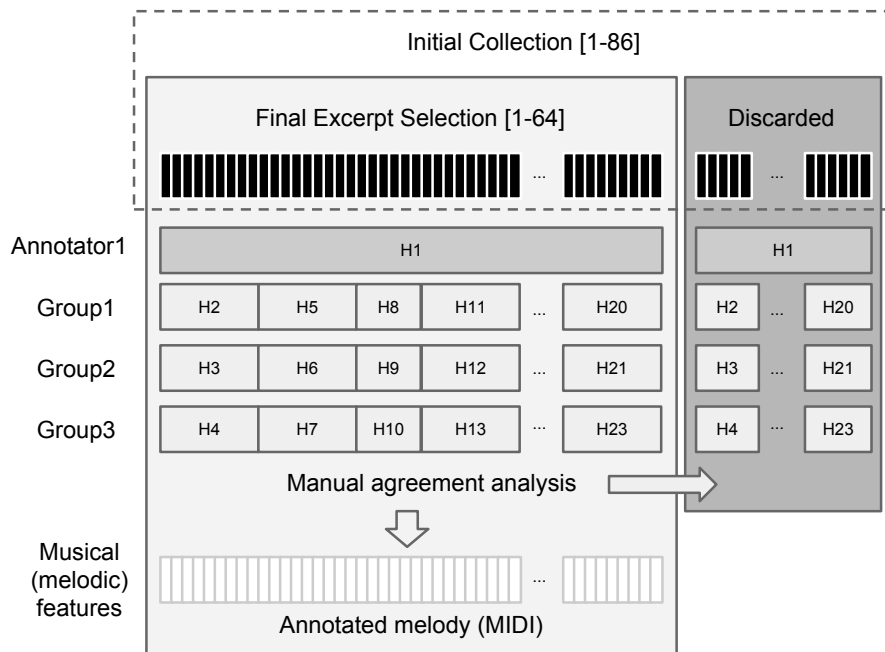 Initial Collection [1-86]
Final Excerpt Selection [1-64]
Discarded
... ...
Annotator1 H1 H1
Group1 H2 H5 H8 H11 ... H20 H2 ... H20
Group2 H3 H6 H9 H12 ... H21 H3 ... H21
Group3 H4 H7 H10 H13 ... H23 H4 ... H23
Manual agreement analysis
Musical
(melodic)
features
...
Annotated melody (MIDI)